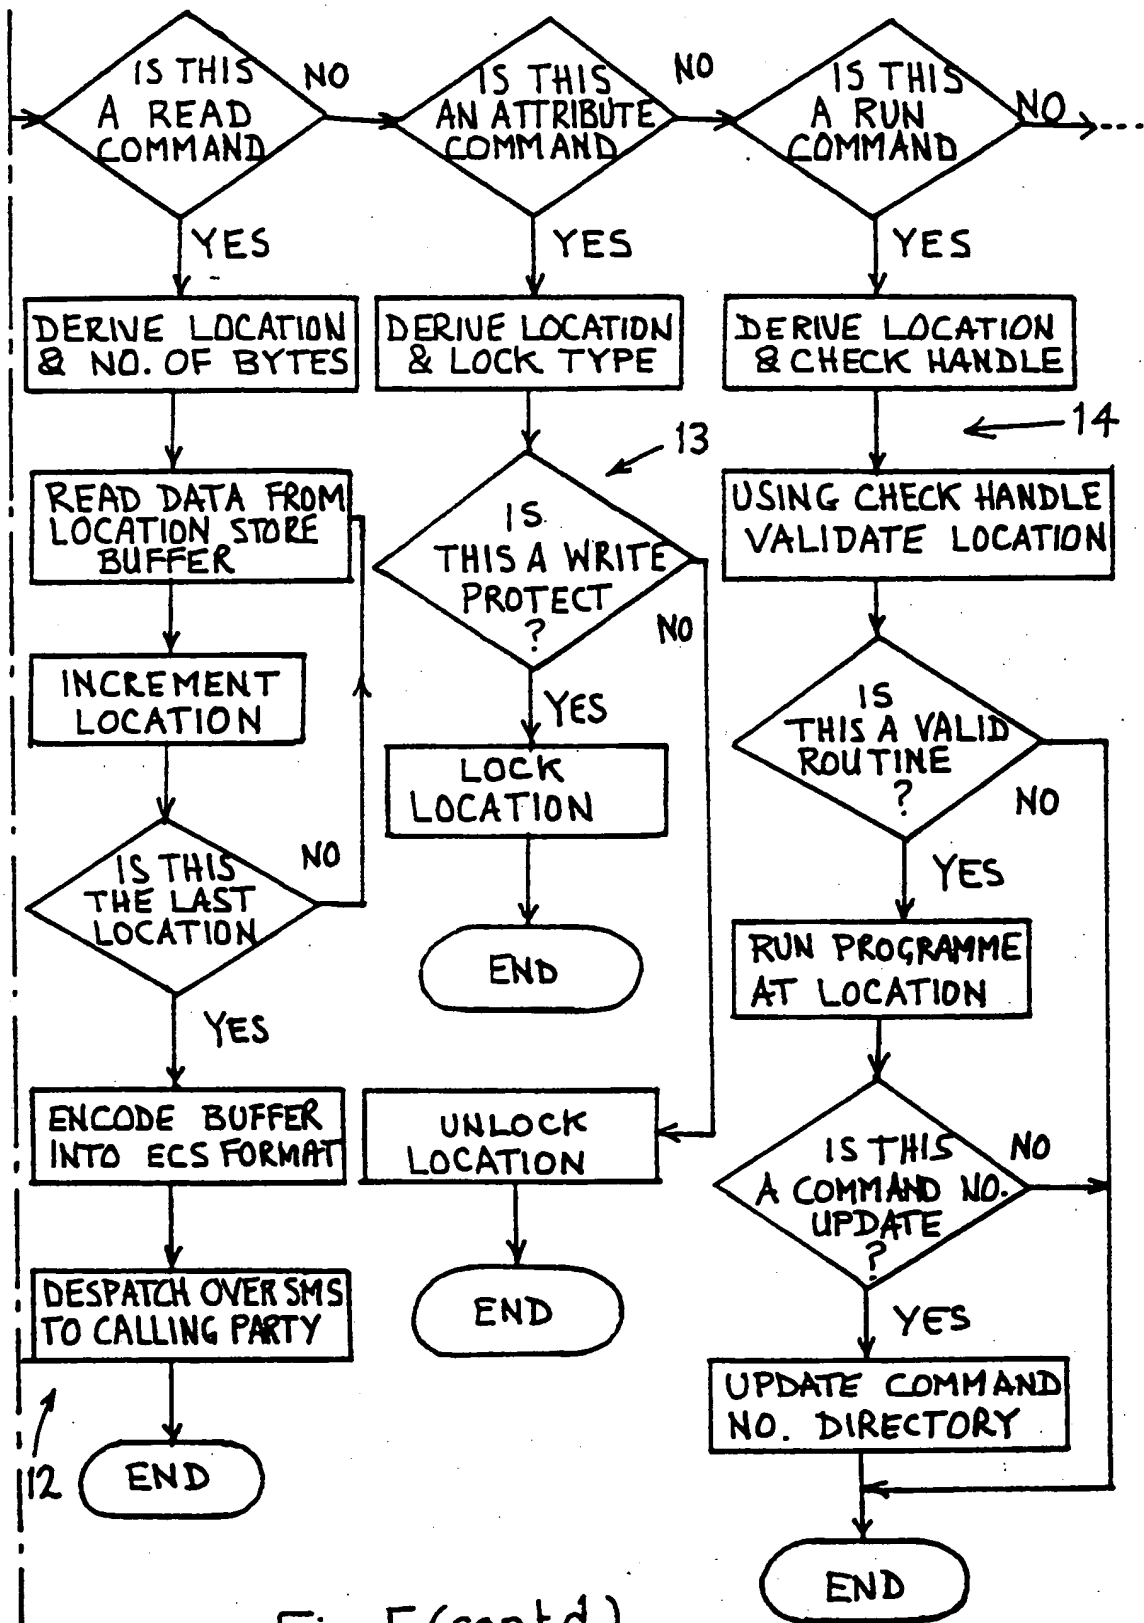 IS THIS
A READ
COMMAND
NO
YES
DERIVE LOCATION
& NO. OF BYTES
READ DATA FROM
LOCATION STORE
BUFFER
INCREMENT
LOCATION
IS THIS
THE LAST
LOCATION
NO
YES
ENCODE BUFFER
INTO ECS FORMAT
DESPATCH OVER SMS
TO CALLING PARTY
12
END
IS THIS
AN ATTRIBUTE
COMMAND
NO
YES
DERIVE LOCATION
& LOCK TYPE
13
IS
THIS A WRITE
PROTECT
?
NO
YES
LOCK
LOCATION
END
UNLOCK
LOCATION
END
IS THIS
A RUN
COMMAND
NO
YES
DERIVE LOCATION
& CHECK HANDLE
14
USING CHECK HANDLE
VALIDATE LOCATION
IS
THIS A VALID
ROUTINE
?
NO
YES
RUN PROGRAMME
AT LOCATION
IS THIS
A COMMAND NO.
UPDATE
?
NO
YES
UPDATE COMMAND
NO. DIRECTORY
END
Fig. 5 (cont'd.)